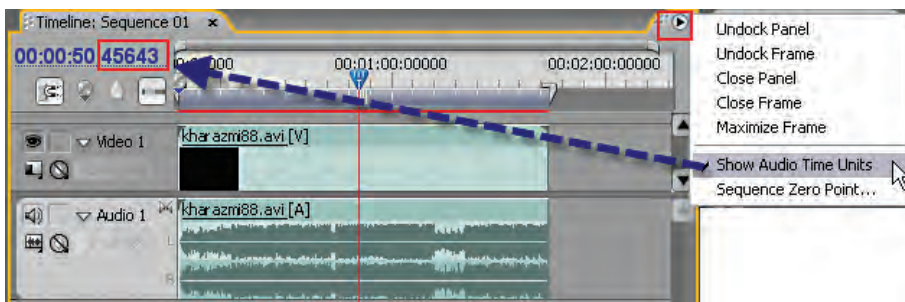 Timeline: Sequence 01 ×
00:00:50 45643
00:01:00:00000
00:02:00:00000
Video 1
kharazmi88.avi [V]
Audio 1
kharazmi88.avi [A]
L
R
Undock Panel
Undock Frame
Close Panel
Close Frame
Maximize Frame
Show Audio Time Units
Sequence Zero Point...